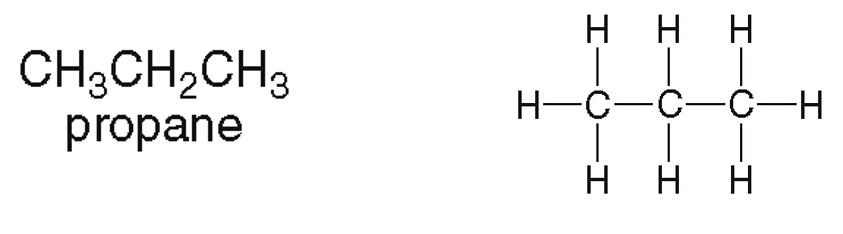 CH₃CH₂CH₃
propane
H H H
H C C C H
H H H